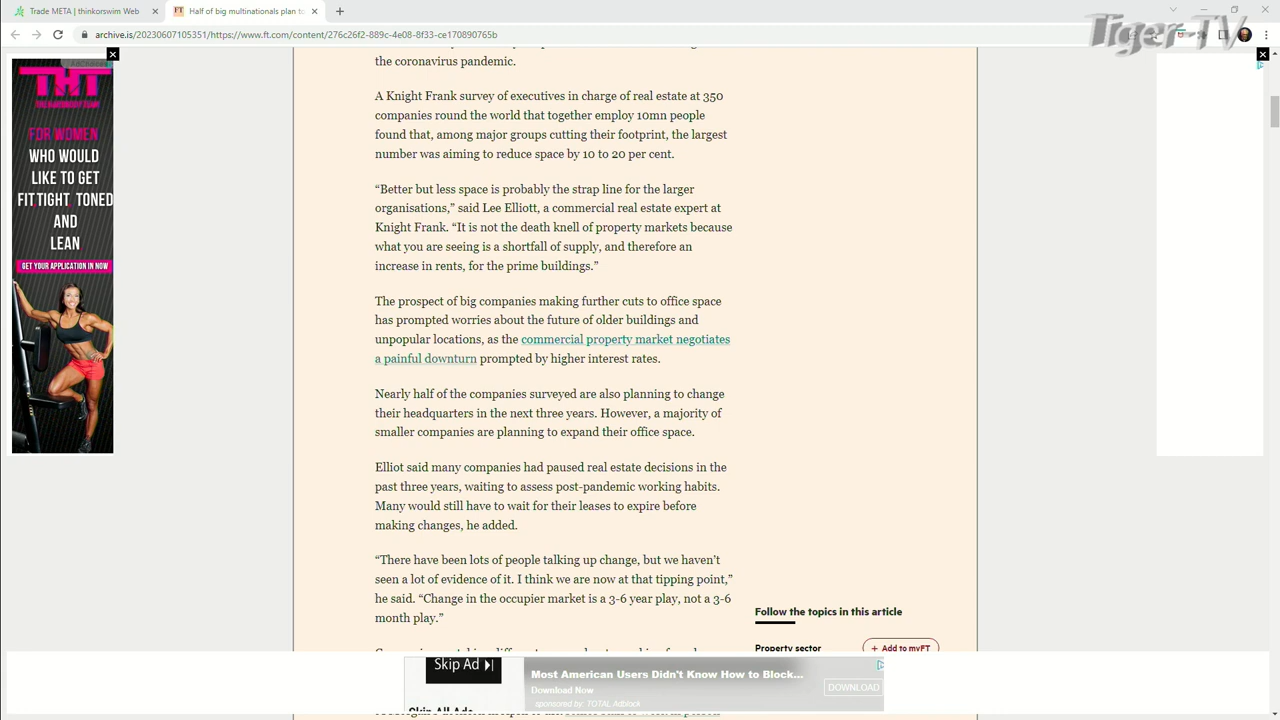 Trade META | thinkorswim Web
Half of big multinationals plan to
Tiger TV
archive.is/20230607105351/https://www.ft.com/content/276c26f2-889c-4e08-8f33-ce170890765b
the coronavirus pandemic.
A Knight Frank survey of executives in charge of real estate at 350
companies round the world that together employ 10mn people
found that, among major groups cutting their footprint, the largest
number was aiming to reduce space by 10 to 20 per cent.
“Better but less space is probably the strap line for the larger
organisations,” said Lee Elliott, a commercial real estate expert at
Knight Frank. “It is not the death knell of property markets because
what you are seeing is a shortfall of supply, and therefore an
increase in rents, for the prime buildings.”
The prospect of big companies making further cuts to office space
has prompted worries about the future of older buildings and
unpopular locations, as the commercial property market negotiates
a painful downturn prompted by higher interest rates.
Nearly half of the companies surveyed are also planning to change
their headquarters in the next three years. However, a majority of
smaller companies are planning to expand their office space.
Elliot said many companies had paused real estate decisions in the
past three years, waiting to assess post-pandemic working habits.
Many would still have to wait for their leases to expire before
making changes, he added.
“There have been lots of people talking up change, but we haven’t
seen a lot of evidence of it. I think we are now at that tipping point,”
he said. “Change in the occupier market is a 3-6 year play, not a 3-6
month play.”
Follow the topics in this article
Property sector
+ Add to myFT
THT
FOR WOMEN
WHO WOULD
LIKE TO GET
FIT,TIGHT, TONED
AND
LEAN
GET YOUR APPLICATION IN NOW
Skip Ad
Skip All Ads
Most American Users Didn't Know How to Block...
Download Now
sponsored by: TOTAL Adblock
DOWNLOAD